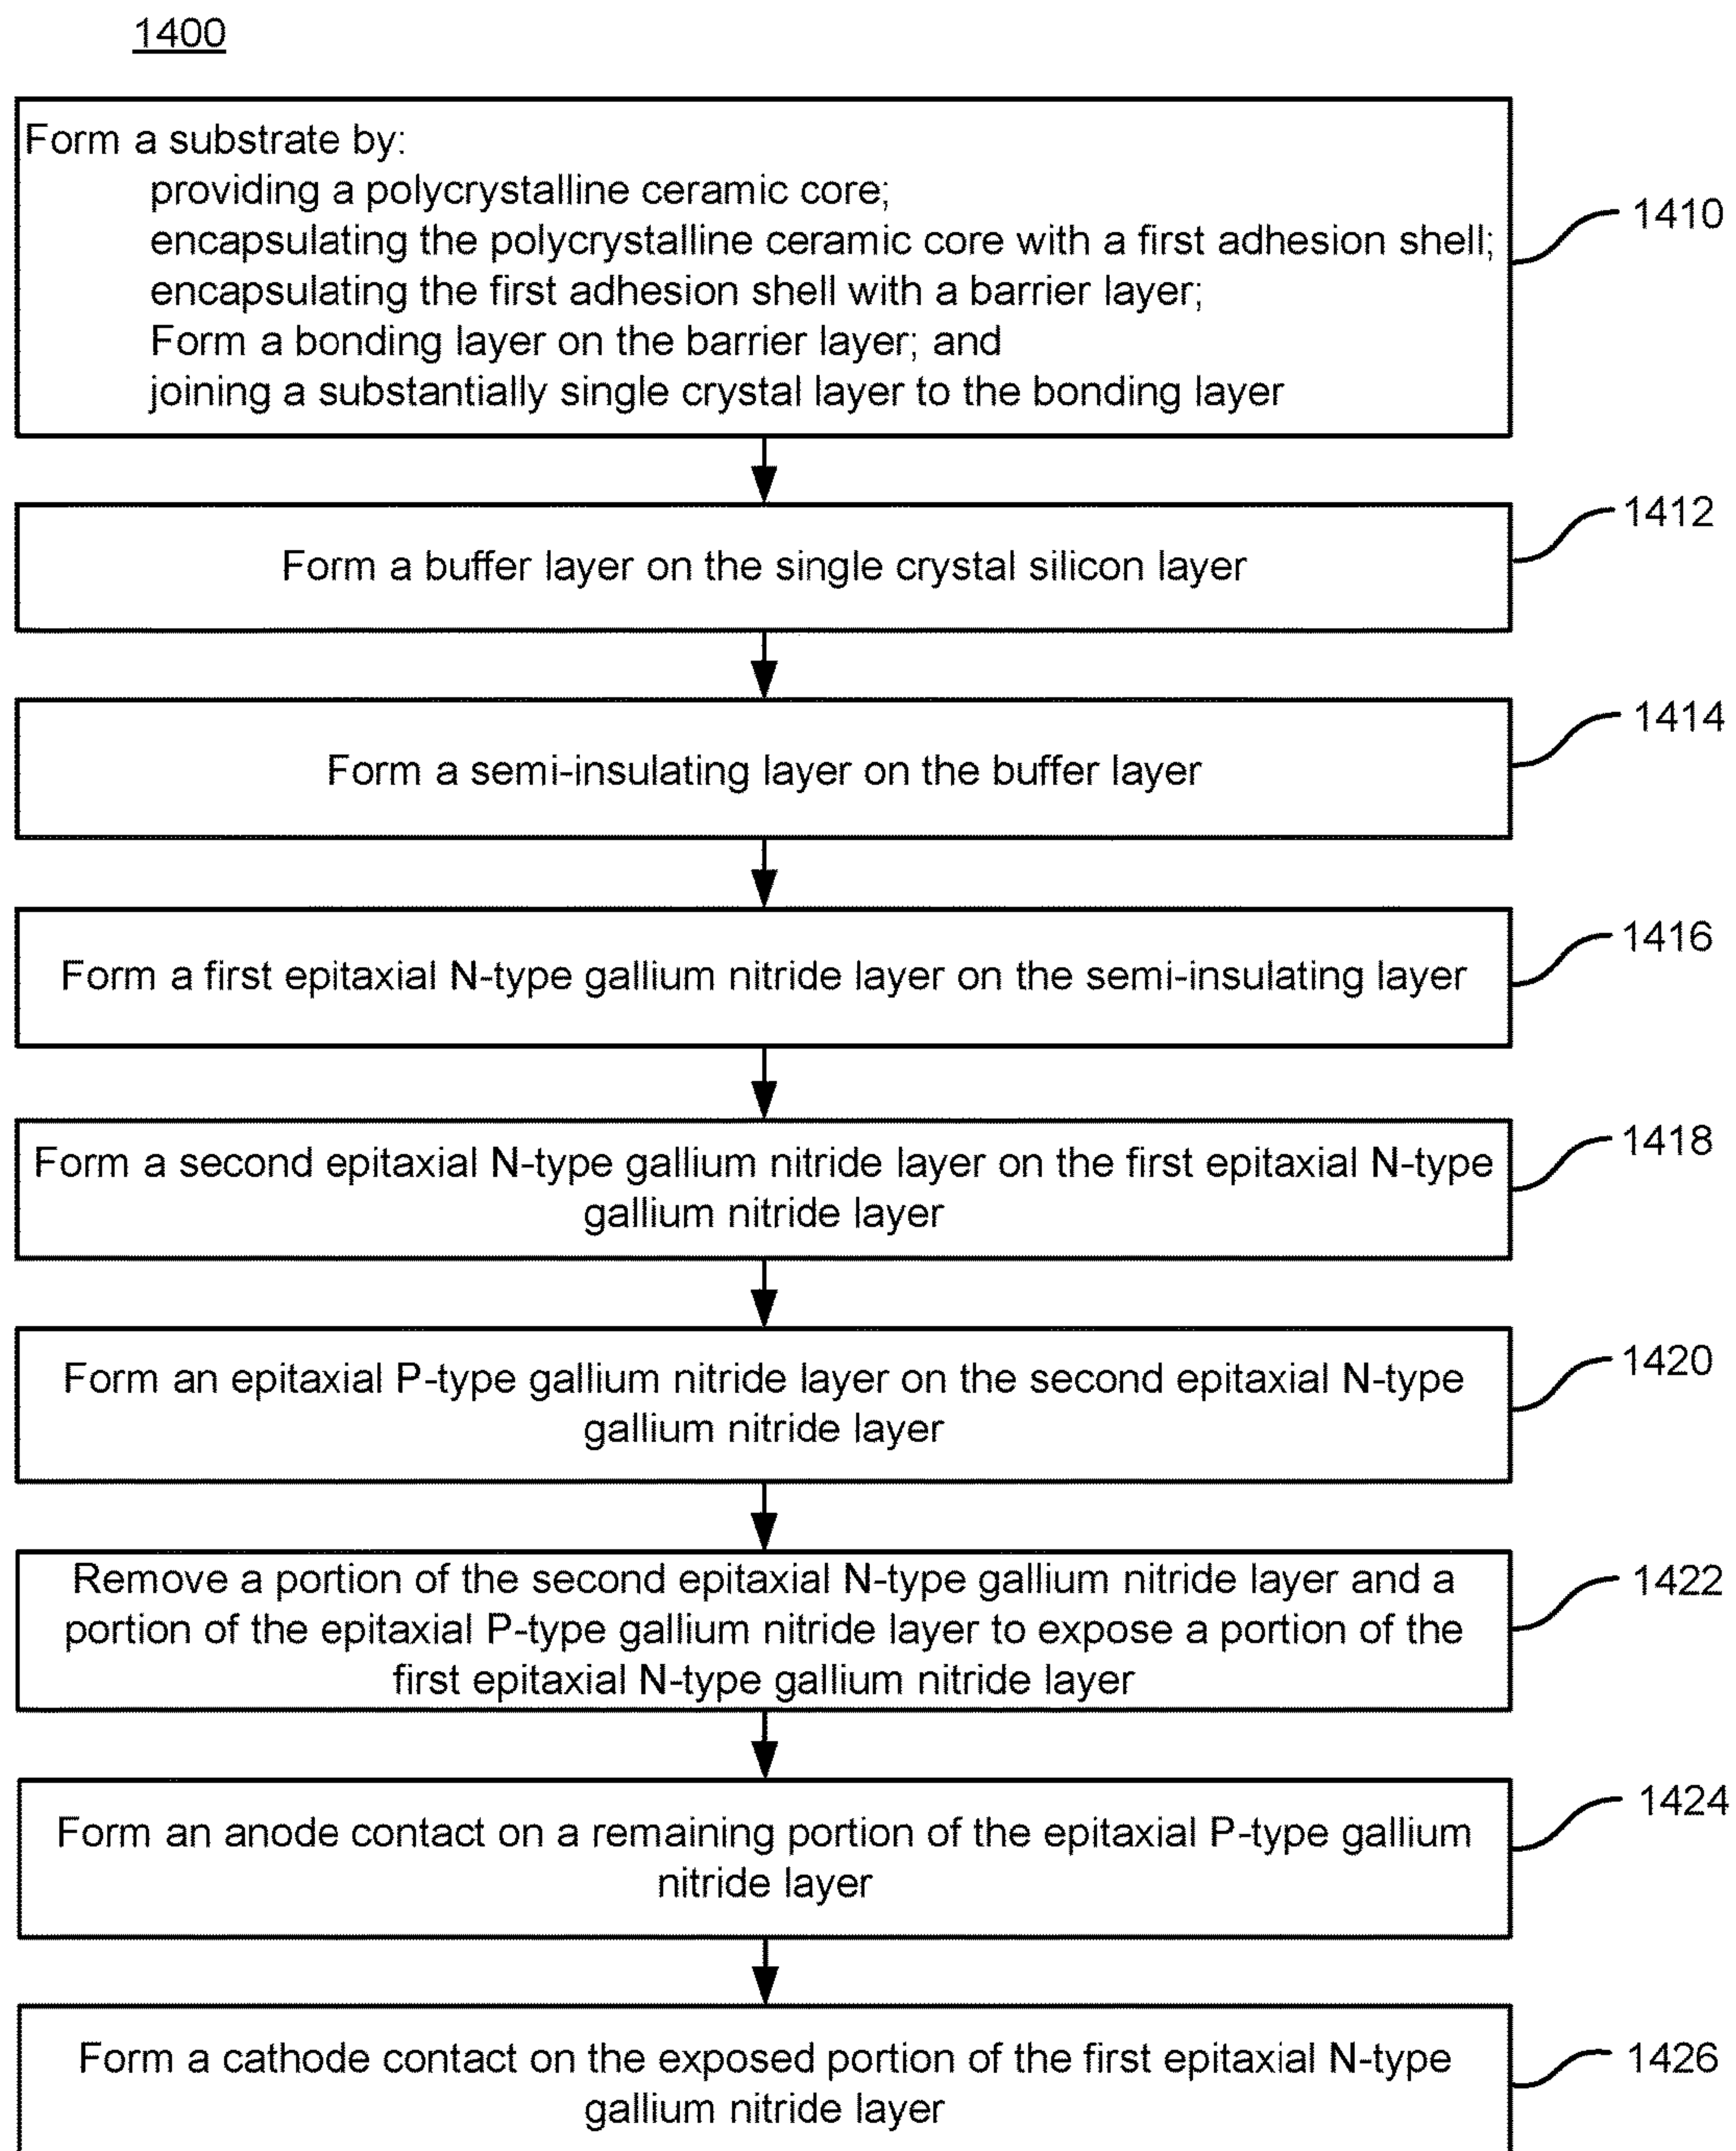 1400
Form a substrate by:
providing a polycrystalline ceramic core;
encapsulating the polycrystalline ceramic core with a first adhesion shell;
encapsulating the first adhesion shell with a barrier layer;
Form a bonding layer on the barrier layer; and
joining a substantially single crystal layer to the bonding layer
1410
Form a buffer layer on the single crystal silicon layer
1412
Form a semi-insulating layer on the buffer layer
1414
Form a first epitaxial N-type gallium nitride layer on the semi-insulating layer
1416
Form a second epitaxial N-type gallium nitride layer on the first epitaxial N-type
gallium nitride layer
1418
Form an epitaxial P-type gallium nitride layer on the second epitaxial N-type
gallium nitride layer
1420
Remove a portion of the second epitaxial N-type gallium nitride layer and a
portion of the epitaxial P-type gallium nitride layer to expose a portion of the
first epitaxial N-type gallium nitride layer
1422
Form an anode contact on a remaining portion of the epitaxial P-type gallium
nitride layer
1424
Form a cathode contact on the exposed portion of the first epitaxial N-type
gallium nitride layer
1426